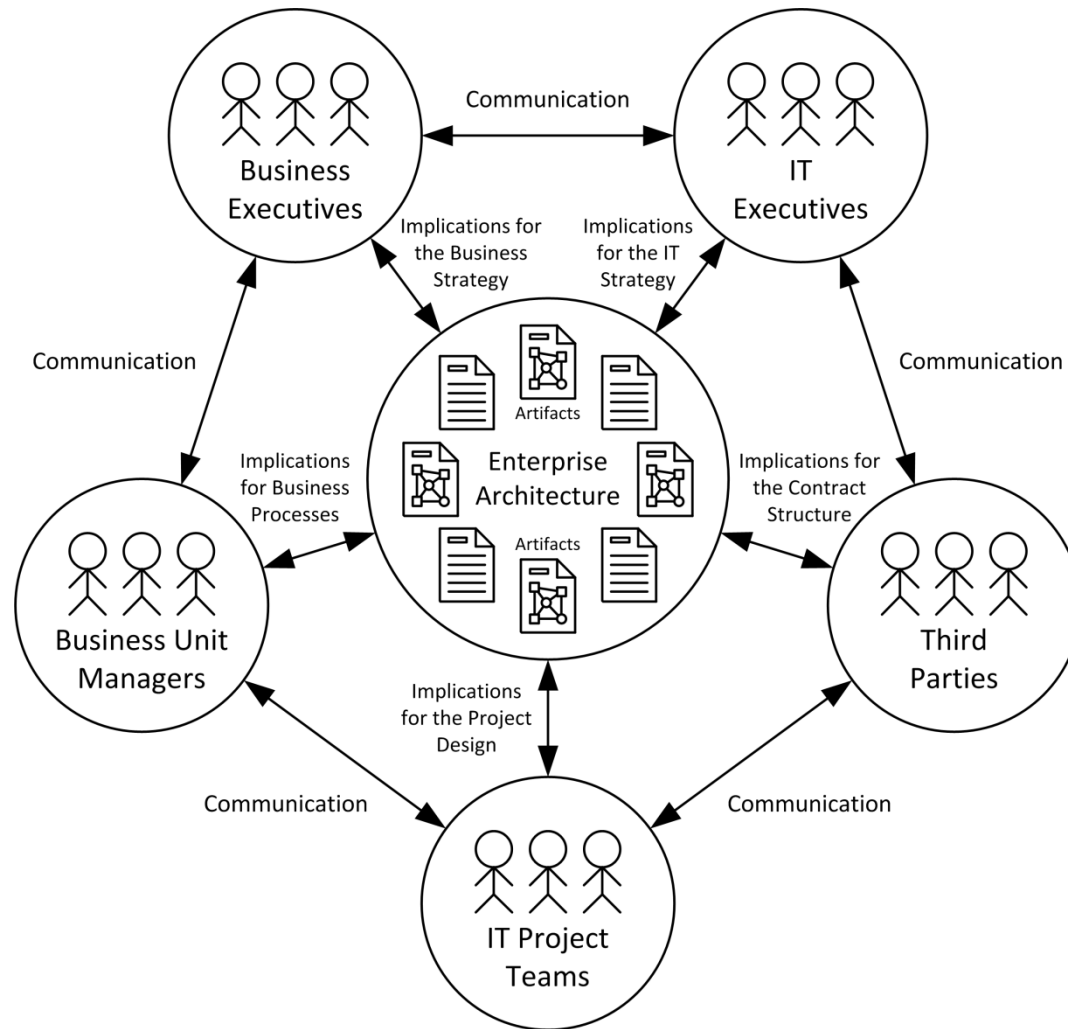 Communication
Business
Executives
IT
Executives
Implications for
the Business
Strategy
Implications
for the IT
Strategy
Communication
Communication
Artifacts
Enterprise
Architecture
Artifacts
Implications
for Business
Processes
Implications for
the Contract
Structure
Business Unit
Managers
Third
Parties
Implications
for the Project
Design
Communication
Communication
IT Project
Teams